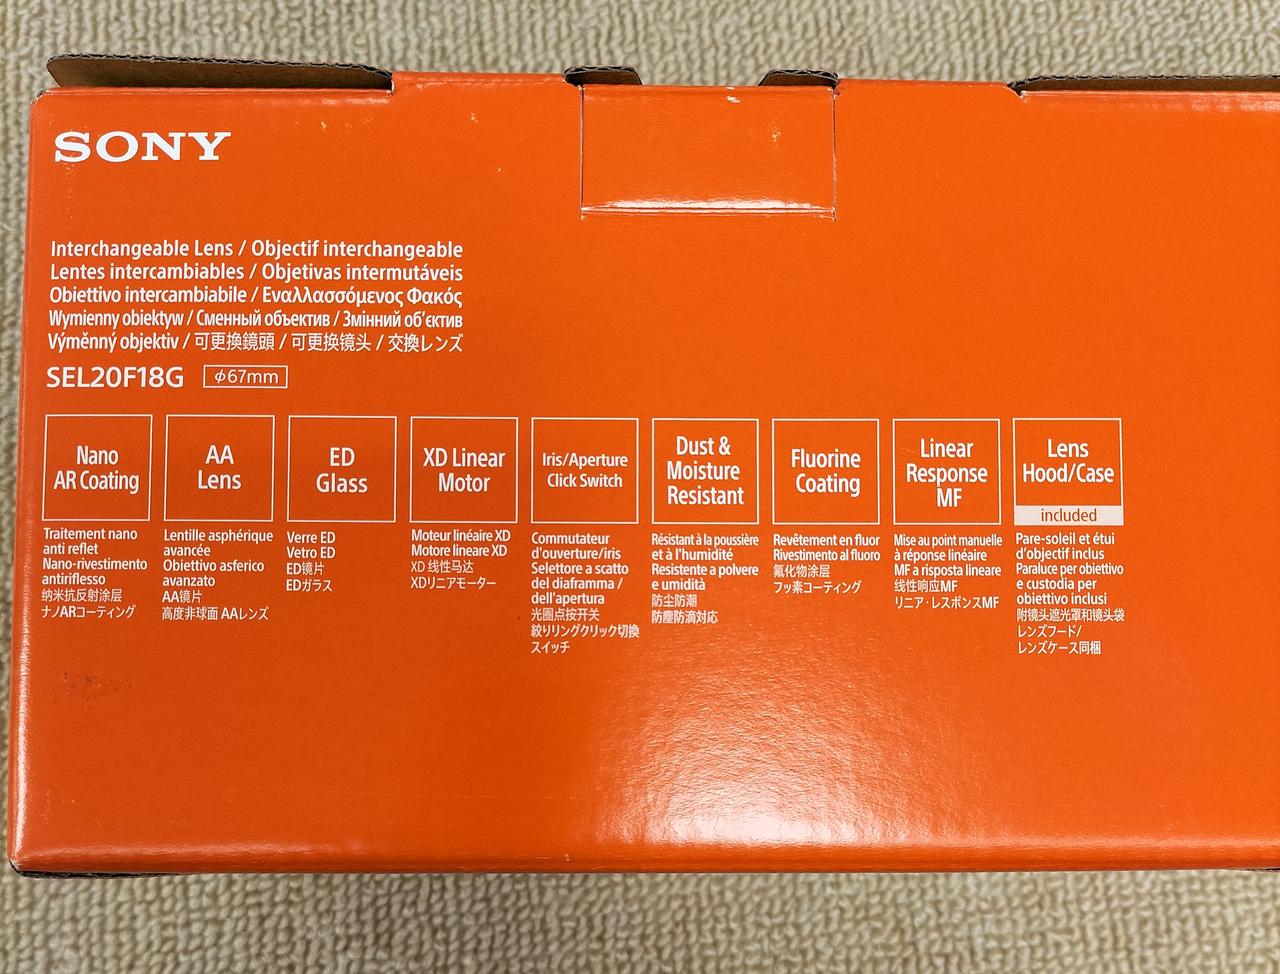 SONY
Interchangeable Lens / Objectif interchangeable
Lentes intercambiables / Objetivas intermutáveis
Obiettivo intercambiabile / Εναλλασσόμενος Φακός
Wymienny obiektyw / Сменный объектив / Змінний об'єктив
Výměnný objektiv / 可更換鏡頭 / 可更换镜头 / 交換レンズ
SEL20F18G ϕ67mm
Nano
AR Coating
Traitement nano
anti reflet
Nano-rivestimento
antiriflesso
纳米抗反射涂层
ナノARコーティング
AA
Lens
Lentille asphérique
avancée
Obiettivo asferico
avanzato
AA镜片
高度非球面 AAレンズ
ED
Glass
Verre ED
Vetro ED
ED镜片
EDガラス
XD Linear
Motor
Moteur linéaire XD
Motore lineare XD
XD 线性马达
XDリニアモーター
Iris/Aperture
Click Switch
Commutateur
d'ouverture/iris
Selettore a scatto
del diaframma /
dell'apertura
光圈点按开关
絞りリングクリック切換
スイッチ
Dust &
Moisture
Resistant
Résistant à la poussière
et à l'humidité
Resistente a polvere
e umidità
防尘防潮
防塵防滴対応
Fluorine
Coating
Revêtement en fluor
Rivestimento al fluoro
氟化物涂层
フッ素コーティング
Linear
Response
MF
Mise au point manuelle
à réponse linéaire
MF a risposta lineare
线性响应MF
リニア・レスポンスMF
Lens
Hood/Case
included
Pare-soleil et étui
d'objectif inclus
Paraluce per obiettivo
e custodia per
obiettivo inclusi
附镜头遮光罩和镜头袋
レンズフード/
レンズケース同梱